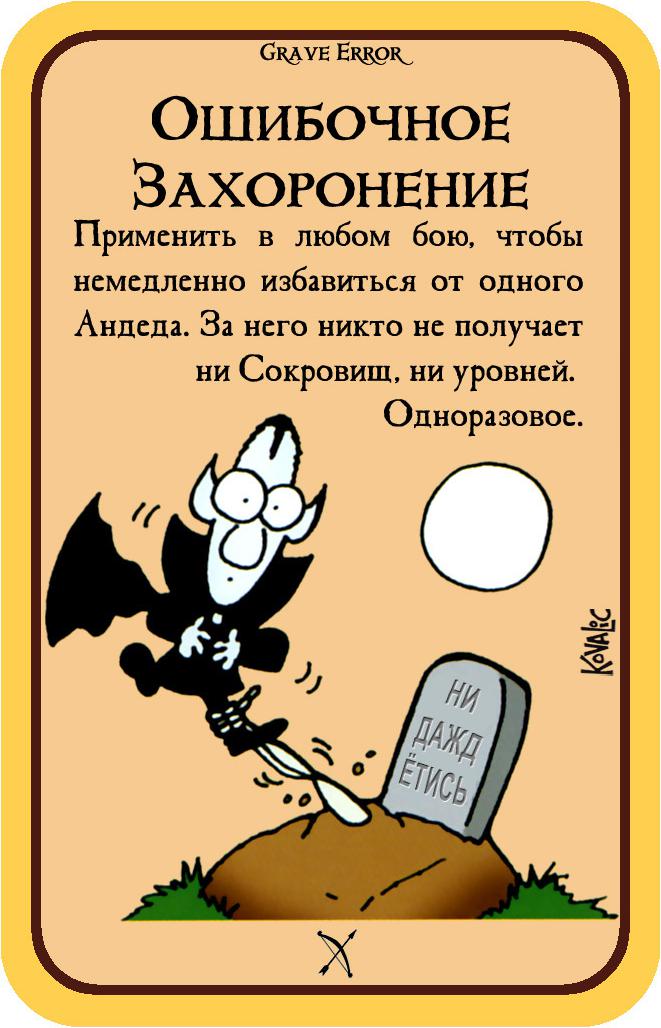 Grave Error
Ошибочное
Захоронение
Применить в любом бою, чтобы
немедленно избавиться от одного
Андеда. За него никто не получает
ни Сокровищ, ни уровней.
Одноразовое.
Kovalic
НИ
ДАЖД
ЁТИСЬ